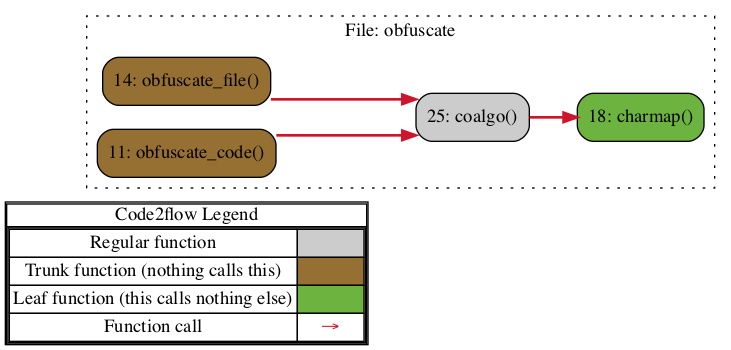 File: obfuscate
14: obfuscate_file()
25: coalgo()
18: charmap()
11: obfuscate_code()
Code2flow Legend
Regular function
Trunk function (nothing calls this)
Leaf function (this calls nothing else)
Function call →